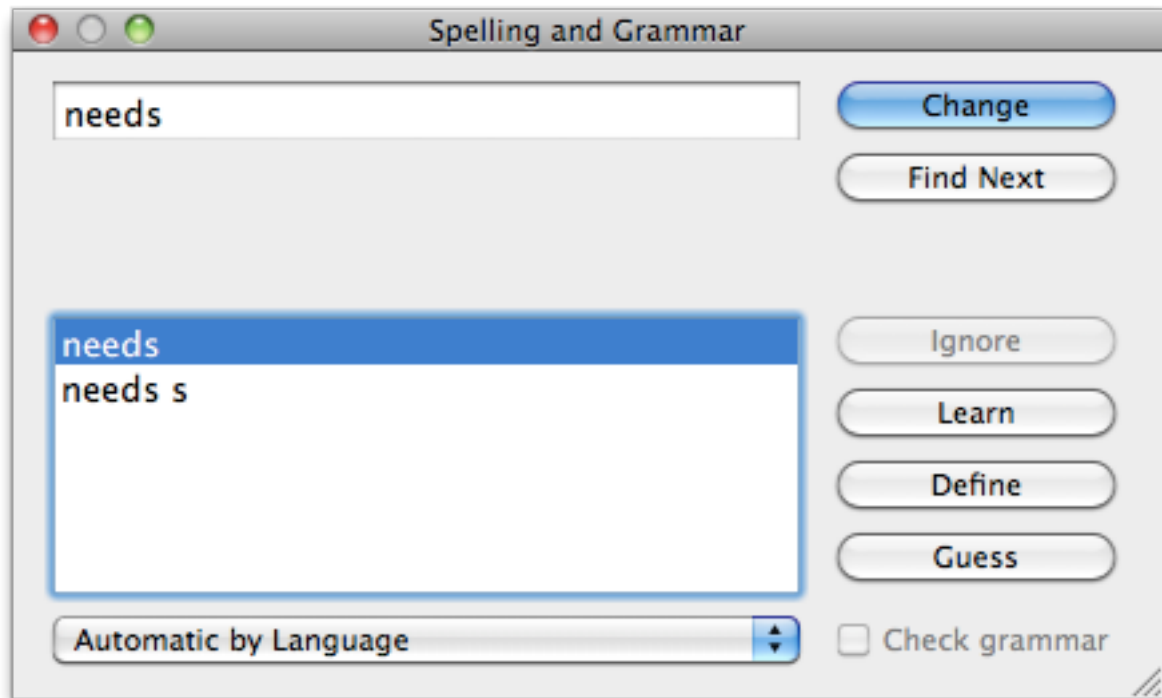 Spelling and Grammar
needs
Change
Find Next
needs
needs s
Ignore
Learn
Define
Guess
Automatic by Language
Check grammar